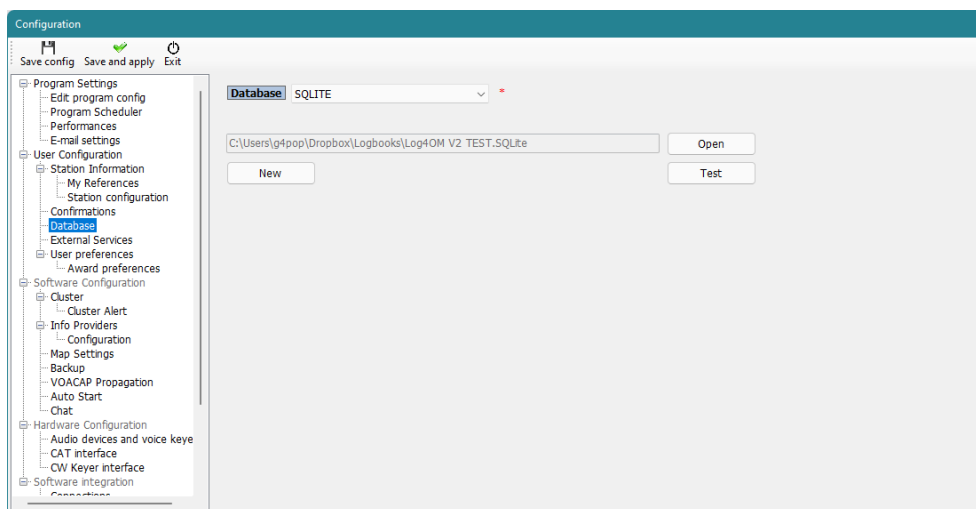 Configuration
Save config Save and apply Exit
Program Settings
Edit program config
Program Scheduler
Performances
E-mail settings
User Configuration
Station Information
My References
Station configuration
Confirmations
Database
External Services
User preferences
Award preferences
Software Configuration
Cluster
Cluster Alert
Info Providers
Configuration
Map Settings
Backup
VOACAP Propagation
Auto Start
Chat
Hardware Configuration
Audio devices and voice keye
CAT interface
CW Keyer interface
Software integration
Connections
Database SQLITE *
C:\Users\g4pop\Dropbox\Logbooks\Log4OM V2 TEST.SQLite Open
New Test